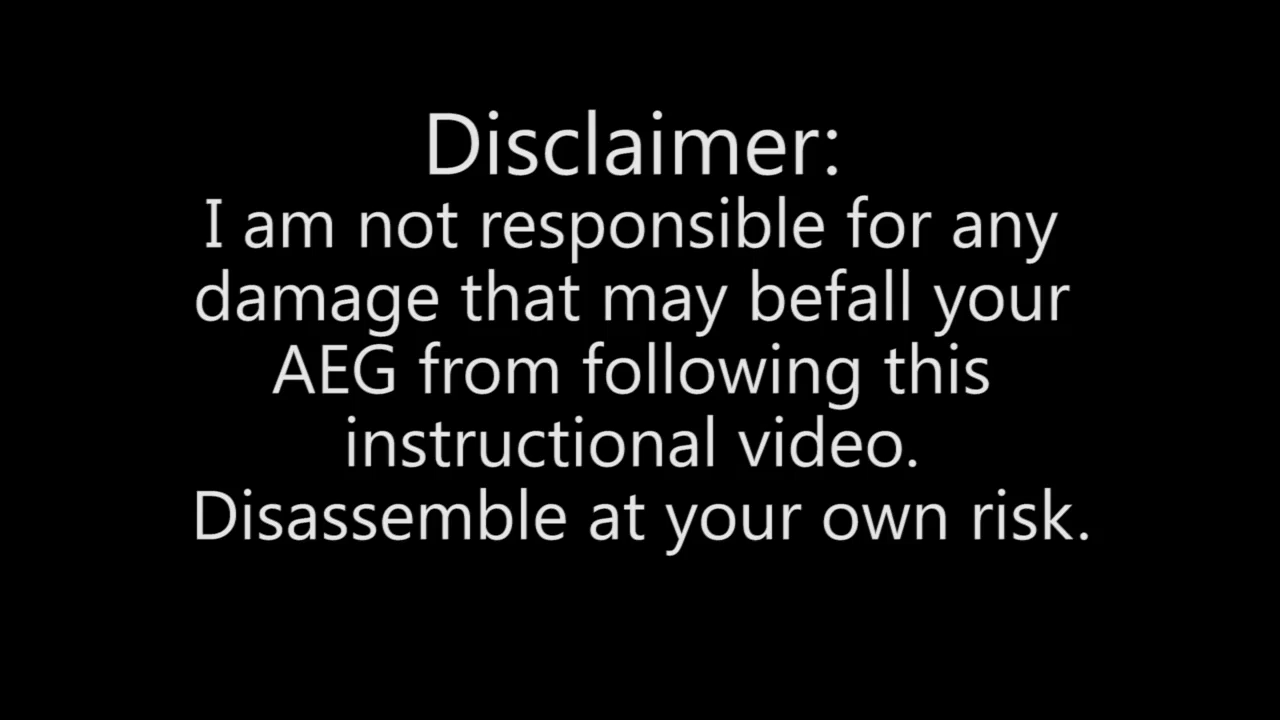 Disclaimer:
I am not responsible for any
damage that may befall your
AEG from following this
instructional video.
Disassemble at your own risk.